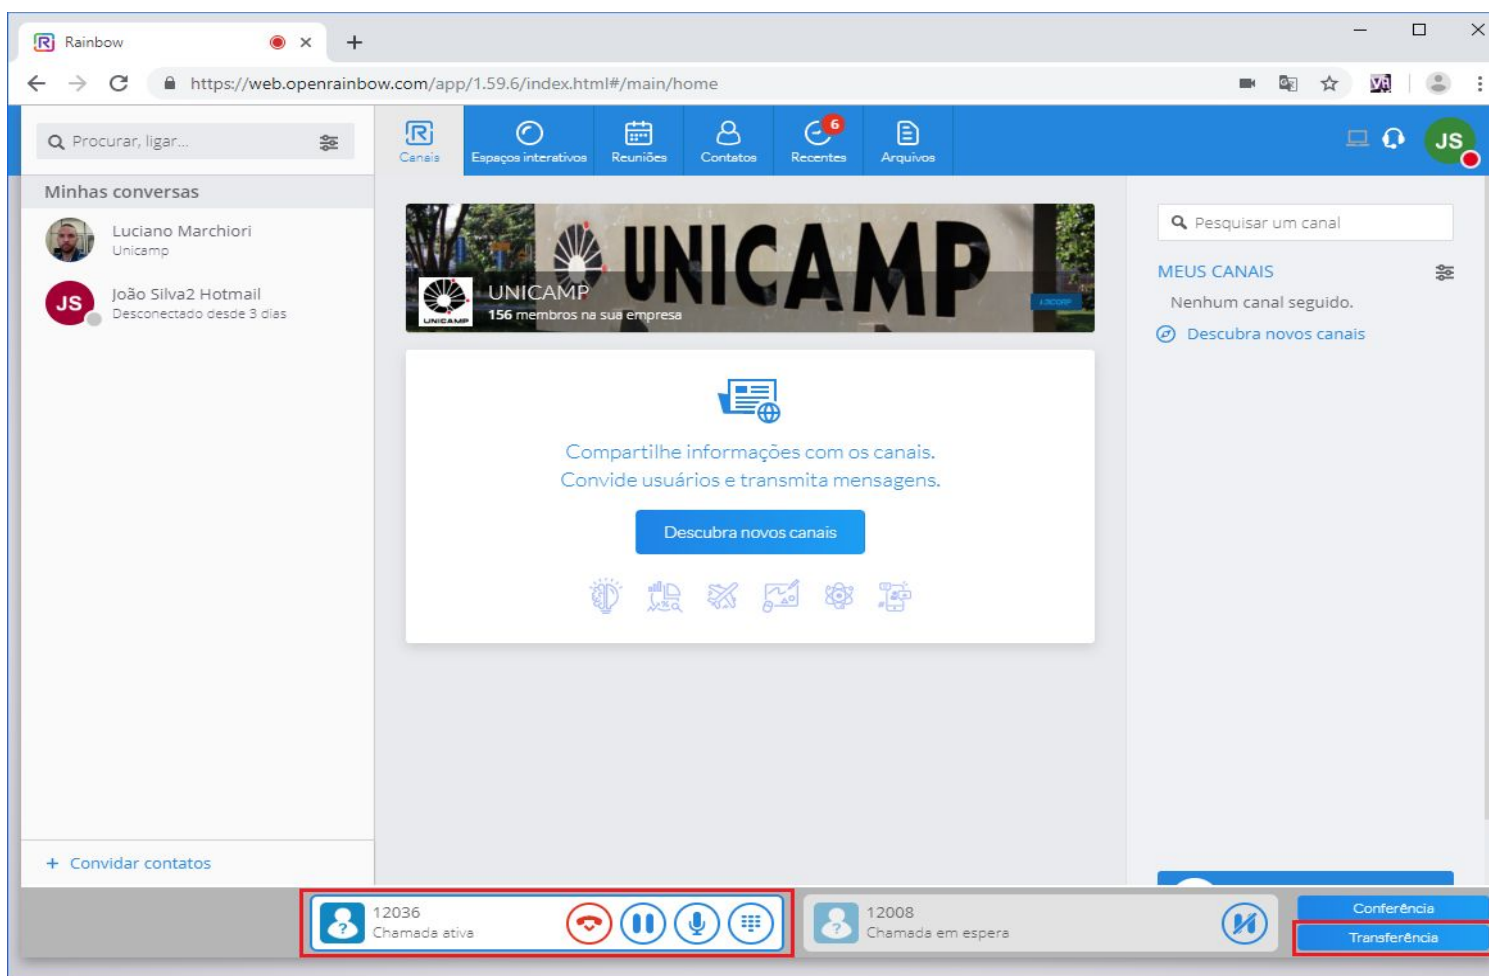 Rainbow
https://web.openrainbow.com/app/1.59.6/index.html#/main/home
Procurar, ligar...
Canais
Espaços interativos
Reuniões
Contatos
6
Recentes
Arquivos
JS
Minhas conversas
Luciano Marchiori
Unicamp
JS
João Silva2 Hotmail
Desconectado desde 3 dias
+ Convidar contatos
UNICAMP
UNICAMP
UNICAMP
156 membros na sua empresa
Compartilhe informações com os canais.
Convide usuários e transmita mensagens.
Descubra novos canais
Pesquisar um canal
MEUS CANAIS
Nenhum canal seguido.
Descubra novos canais
12036
Chamada ativa
12008
Chamada em espera
Conferência
Transferência